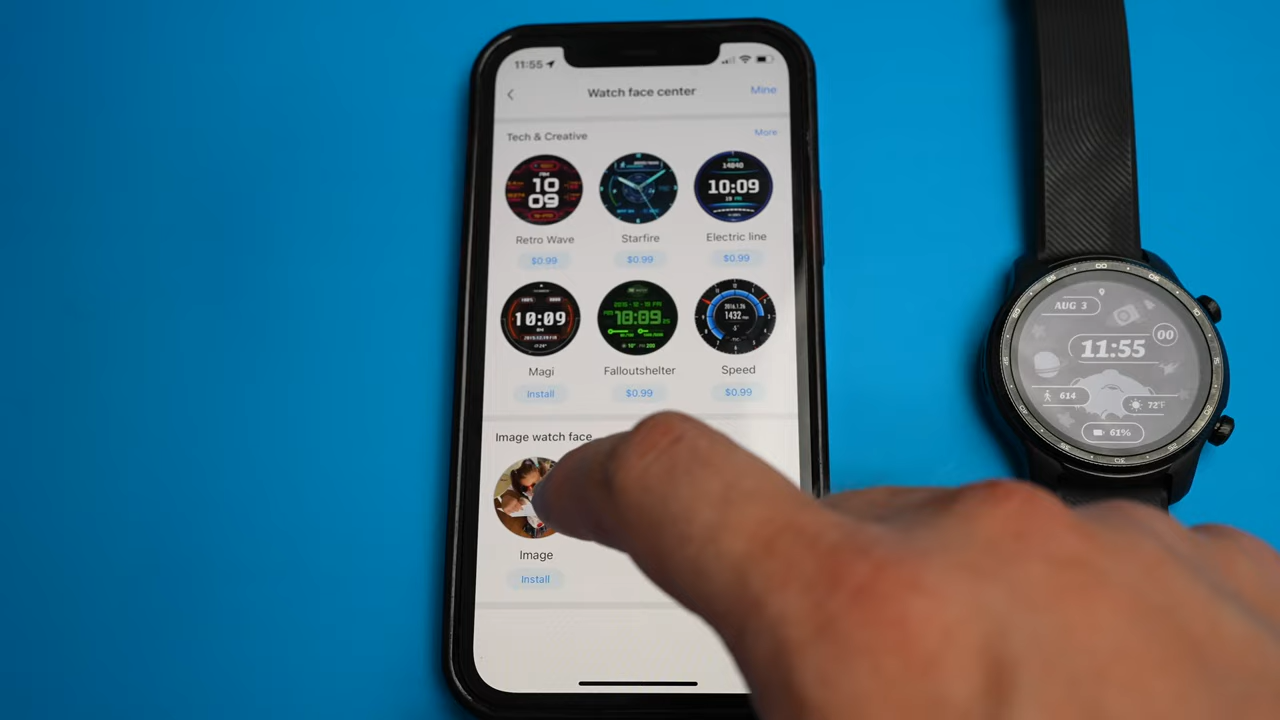 11:55
Watch face center
Mine
Tech & Creative
More
10
09
10:09
Retro Wave
Starfire
Electric line
$0.99
$0.99
$0.99
10:09
10:09
1432
Magi
Falloutshelter
Speed
Install
$0.99
$0.99
Image watch face
Image
Install
AUG 3
00
11:55
614
72°F
61%